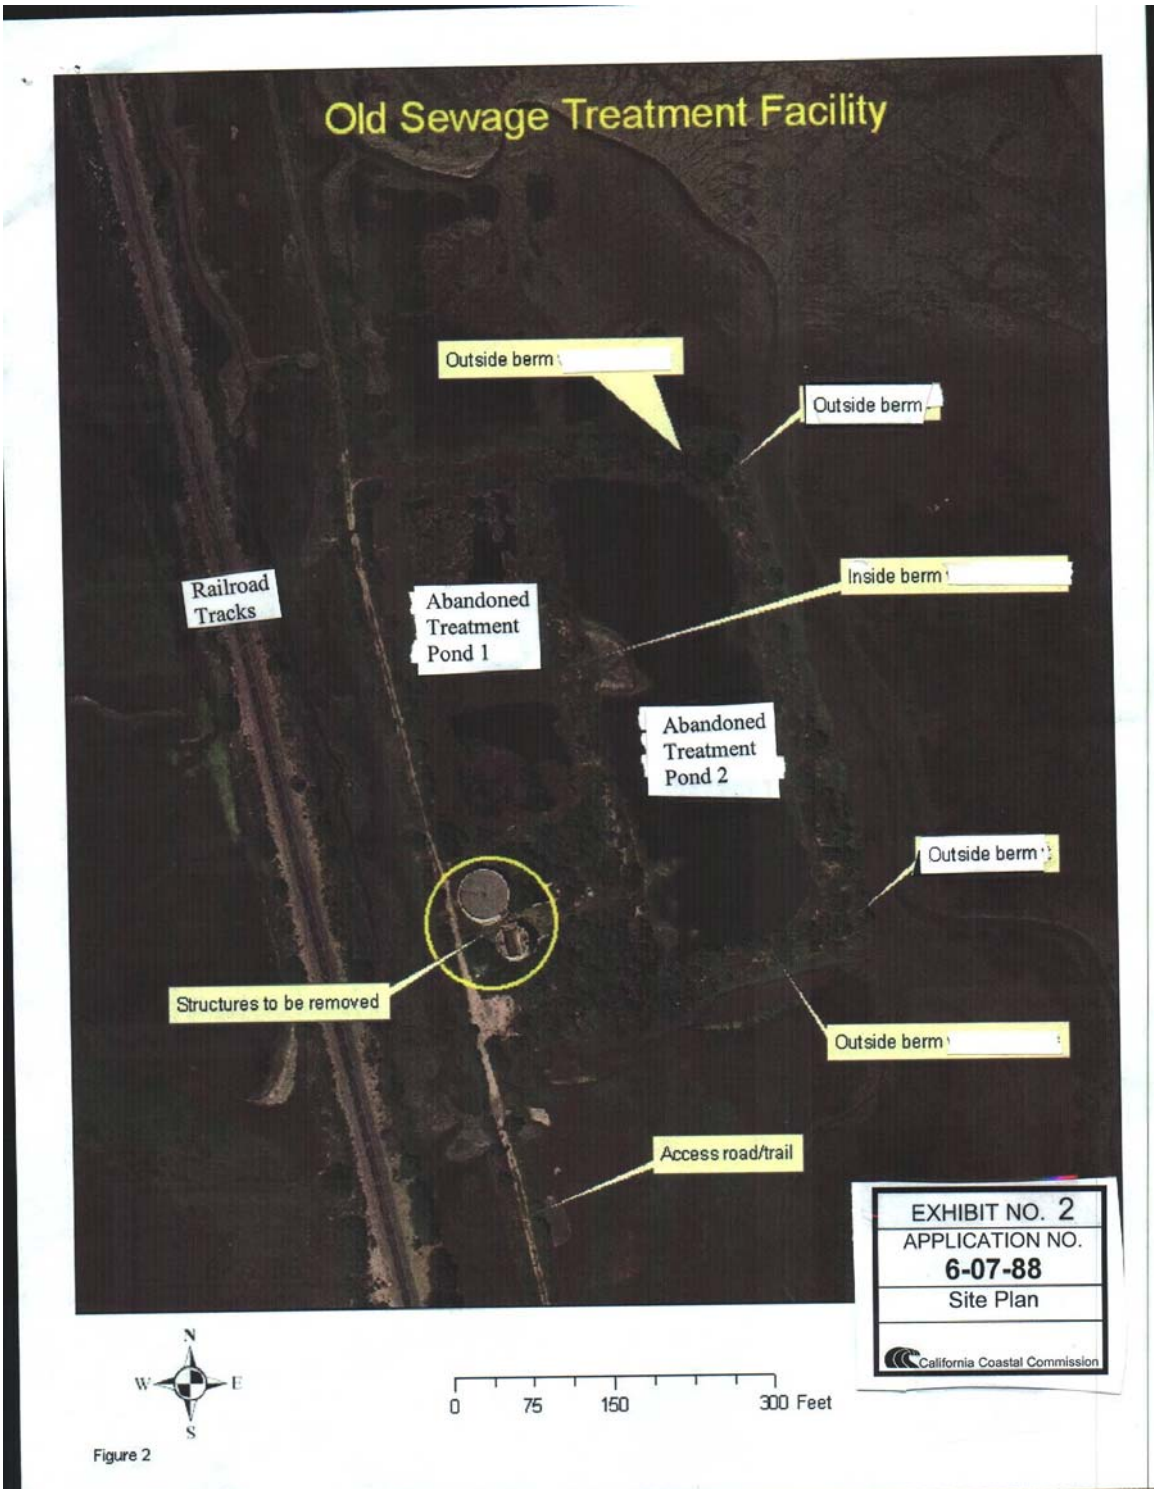 Old Sewage Treatment Facility
Outside berm
Outside berm
Inside berm
Railroad
Tracks
Abandoned
Treatment
Pond 1
Abandoned
Treatment
Pond 2
Outside berm
Structures to be removed
Outside berm
Access road/trail
EXHIBIT NO. 2
APPLICATION NO.
6-07-88
Site Plan
California Coastal Commission
N
W E
S
0 75 150 300 Feet
Figure 2